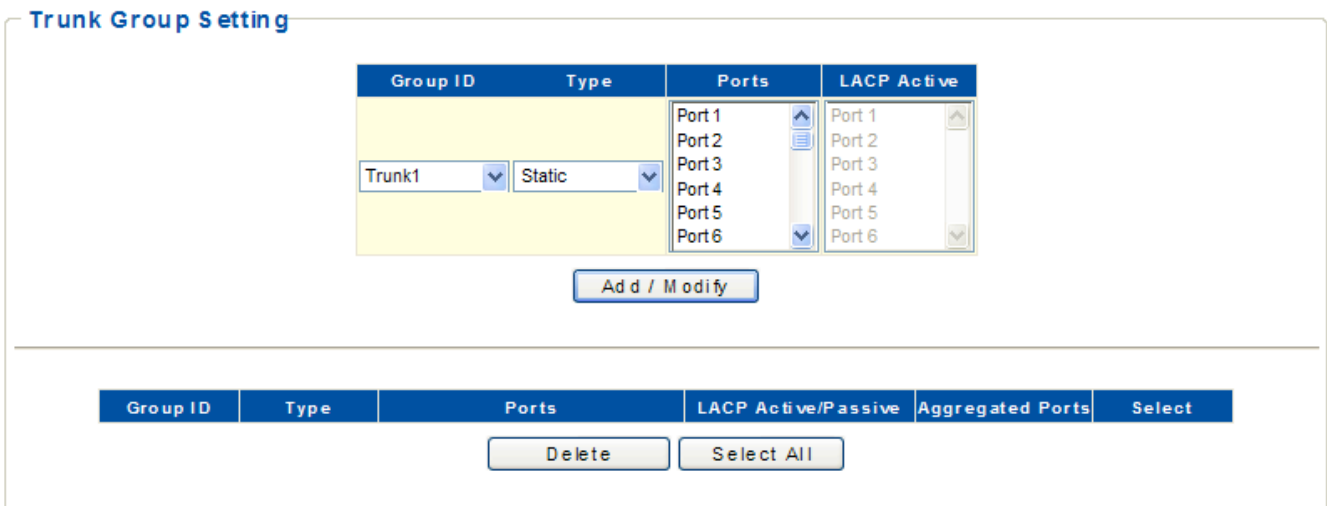 Trunk Group Setting
Group ID Type Ports LACP Active
Trunk1 Static
Port 1 Port 1
Port 2 Port 2
Port 3 Port 3
Port 4 Port 4
Port 5 Port 5
Port 6 Port 6
Add / Modify
Group ID Type Ports LACP Active/Passive Aggregated Ports Select
Delete Select All